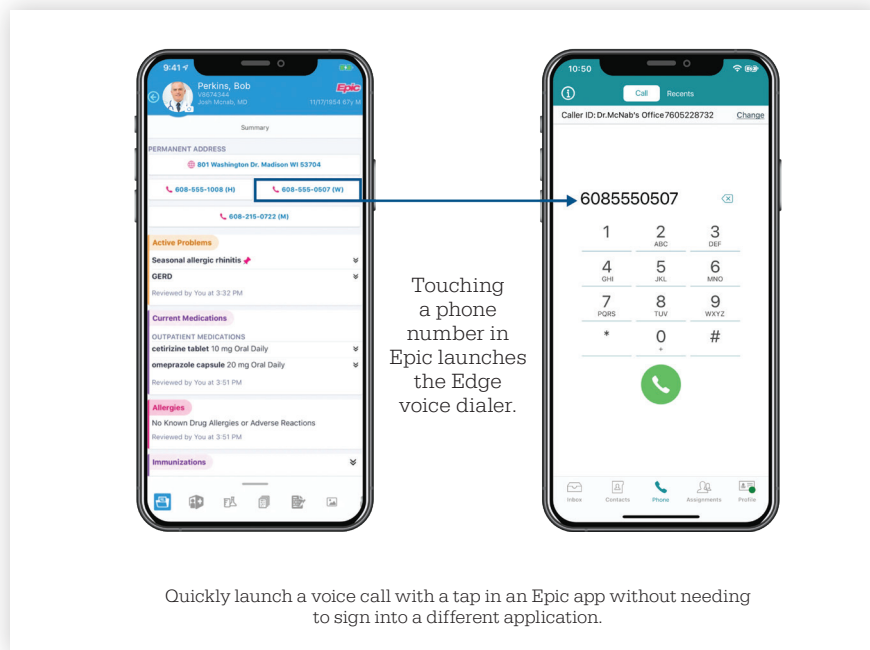 9:41
Perkins, Bob
V8674344
Josh Mcnab, MD
Epic
11/17/1954 67y M
Summary
PERMANENT ADDRESS
801 Washington Dr. Madison WI 53704
608-555-1008 (H)
608-555-0507 (W)
608-215-0722 (M)
Active Problems
Seasonal allergic rhinitis
GERD
Reviewed by You at 3:32 PM
Current Medications
OUTPATIENT MEDICATIONS
cetirizine tablet 10 mg Oral Daily
omeprazole capsule 20 mg Oral Daily
Reviewed by You at 3:51 PM
Allergies
No Known Drug Allergies or Adverse Reactions
Reviewed by You at 3:51 PM
Immunizations
Touching
a phone
number in
Epic launches
the Edge
voice dialer.
10:50
Call Recents
Caller ID: Dr.McNab's Office 7605228732 Change
6085550507
1 2 3
ABC DEF
4 5 6
GHI JKL MNO
7 8 9
PQRS TUV WXYZ
* 0 #
+
Inbox Contacts Phone Assignments Profile
Quickly launch a voice call with a tap in an Epic app without needing
to sign into a different application.